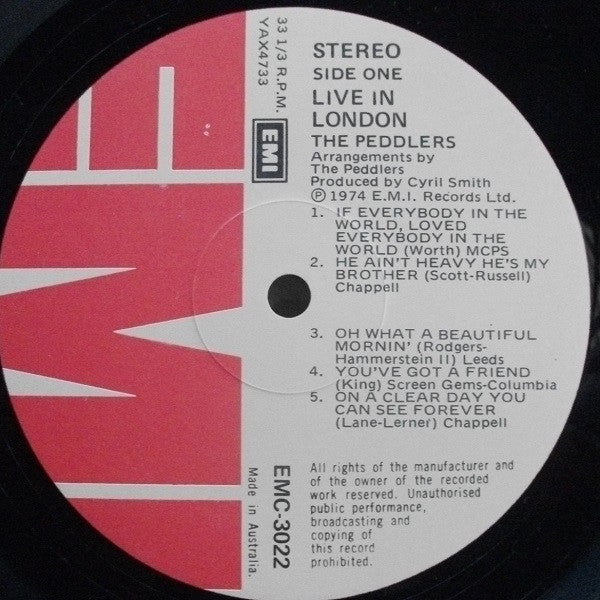 STEREO
SIDE ONE
LIVE IN
LONDON
THE PEDDLERS
Arrangements by
The Peddlers
Produced by Cyril Smith
Ⓟ 1974 E.M.I. Records Ltd.
1. IF EVERYBODY IN THE
WORLD, LOVED
EVERYBODY IN THE
WORLD (Worth) MCPS
2. HE AIN'T HEAVY HE'S MY
BROTHER (Scott-Russell)
Chappell
3. OH WHAT A BEAUTIFUL
MORNIN' (Rodgers-
Hammerstein II) Leeds
4. YOU'VE GOT A FRIEND
(King) Screen Gems-Columbia
5. ON A CLEAR DAY YOU
CAN SEE FOREVER
(Lane-Lerner) Chappell
All rights of the manufacturer and
of the owner of the recorded
work reserved. Unauthorised
public performance,
broadcasting and
copying of
this record
prohibited.
33 1/3 R.P.M.
YAX4733
EMI
EMC-3022
Made in Australia.
EMI